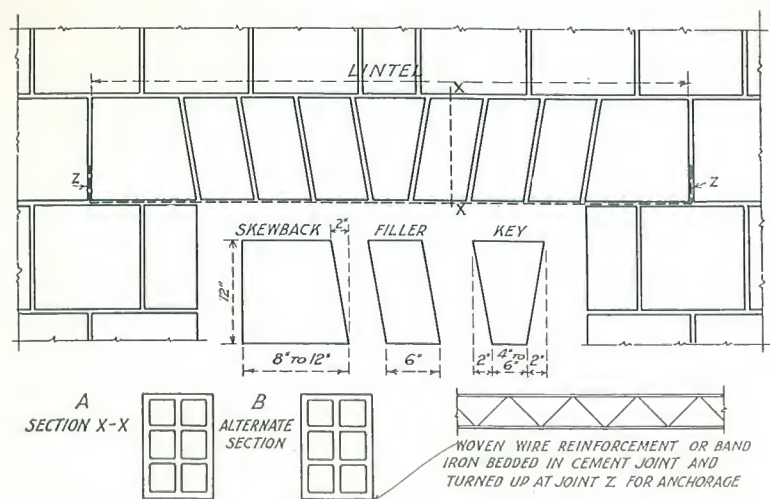 LINTEL
X
Z
Z
X
SKEWBACK
2"
FILLER
KEY
12"
8" TO 12"
6"
2"
4" TO
6"
2"
A
SECTION X-X
B
ALTERNATE
SECTION
WOVEN WIRE REINFORCEMENT OR BAND
IRON BEDDED IN CEMENT JOINT AND
TURNED UP AT JOINT Z FOR ANCHORAGE